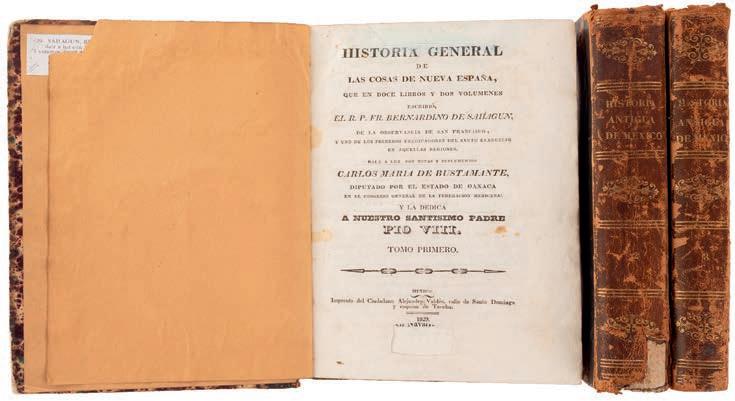 HISTORIA GENERAL
DE
LAS COSAS DE NUEVA ESPAÑA,
QUE EN DOCE LIBROS Y DOS VOLUMENES
ESCRIBIÓ,
EL R. P. FR. BERNARDINO DE SAHAGUN,
DE LA OBSERVANCIA DE SAN FRANCISCO,
Y UNO DE LOS PRIMEROS PREDICADORES DEL SANTO EVANGELIO
EN AQUELLAS REGIONES.
DALA A LUZ CON NOTAS Y SUPLEMENTOS
CARLOS MARIA DE BUSTAMANTE,
DIPUTADO POR EL ESTADO DE OAXACA
EN EL CONGRESO GENERAL DE LA FEDERACION MEXICANA:
Y LA DEDICA
A NUESTRO SANTISIMO PADRE
PIO VIII.
TOMO PRIMERO.
MEXICO:
Imprenta del Ciudadano Alejandro Valdés, calle de Santo Domingo
y esquina de Tacuba.
1829.
HISTORIA
ANTIGUA
DE MEXICO
HISTORIA
ANTIGUA
DE MEXICO